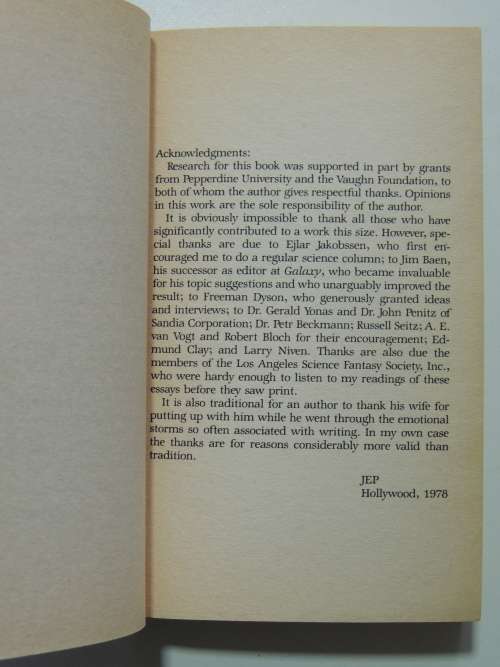 Acknowledgments:
Research for this book was supported in part by grants
from Pepperdine University and the Vaughn Foundation, to
both of whom the author gives respectful thanks. Opinions
in this work are the sole responsibility of the author.
It is obviously impossible to thank all those who have
significantly contributed to a work this size. However, spe-
cial thanks are due to Ejlar Jakobssen, who first en-
couraged me to do a regular science column; to Jim Baen,
his successor as editor at Galaxy, who became invaluable
for his topic suggestions and who unarguably improved the
result; to Freeman Dyson, who generously granted ideas
and interviews; to Dr. Gerald Yonas and Dr. John Penitz of
Sandia Corporation; Dr. Petr Beckmann; Russell Seitz; A. E.
van Vogt and Robert Bloch for their encouragement; Ed-
mund Clay; and Larry Niven. Thanks are also due the
members of the Los Angeles Science Fantasy Society, Inc.,
who were hardy enough to listen to my readings of these
essays before they saw print.
It is also traditional for an author to thank his wife for
putting up with him while he went through the emotional
storms so often associated with writing. In my own case
the thanks are for reasons considerably more valid than
tradition.
JEP
Hollywood, 1978